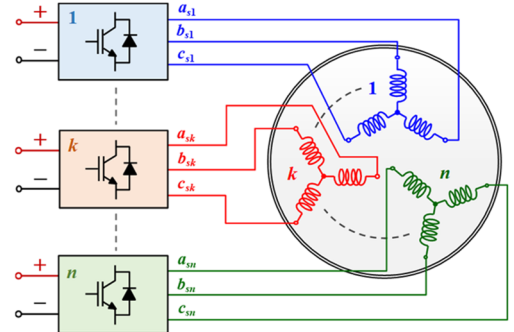 +
1
−
a_s1
b_s1
c_s1
1
+
k
−
a_sk
b_sk
c_sk
k
n
+
n
−
a_sn
b_sn
c_sn